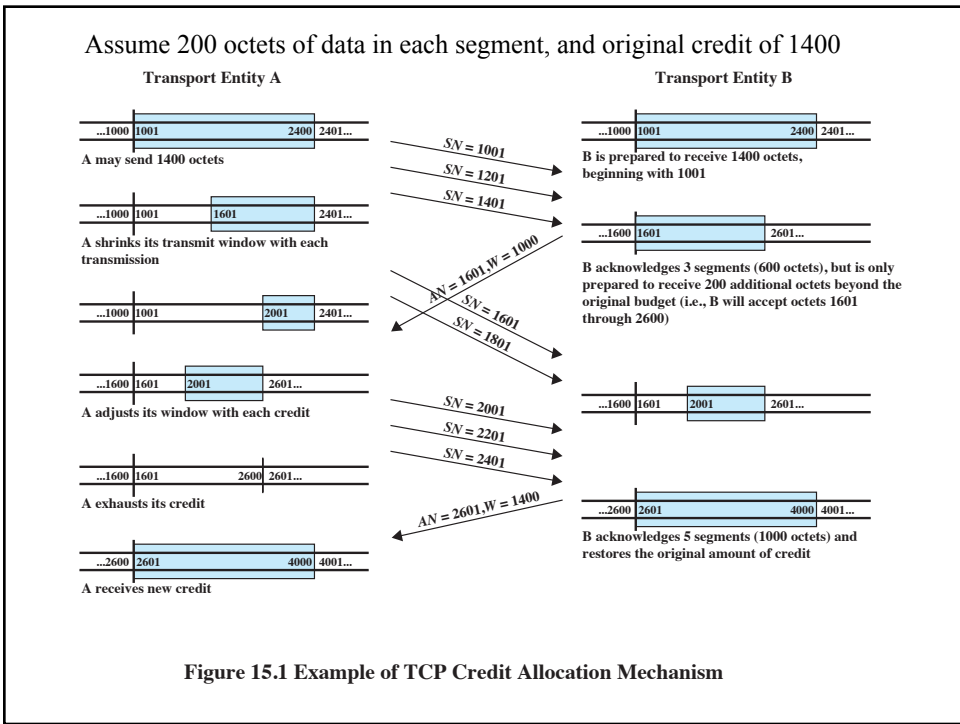 Assume 200 octets of data in each segment, and original credit of 1400
Transport Entity A
Transport Entity B
...1000 1001 2400 2401...
A may send 1400 octets
...1000 1001 2400 2401...
B is prepared to receive 1400 octets,
beginning with 1001
SN = 1001
SN = 1201
SN = 1401
...1000 1001 1601 2401...
A shrinks its transmit window with each
transmission
...1600 1601 2601...
B acknowledges 3 segments (600 octets), but is only
prepared to receive 200 additional octets beyond the
original budget (i.e., B will accept octets 1601
through 2600)
AN = 1601,W = 1000
SN = 1601
SN = 1801
...1000 1001 2001 2401...
...1600 1601 2001 2601...
A adjusts its window with each credit
...1600 1601 2001 2601...
SN = 2001
SN = 2201
SN = 2401
...1600 1601 2600 2601...
A exhausts its credit
AN = 2601,W = 1400
...2600 2601 4000 4001...
B acknowledges 5 segments (1000 octets) and
restores the original amount of credit
...2600 2601 4000 4001...
A receives new credit
Figure 15.1 Example of TCP Credit Allocation Mechanism